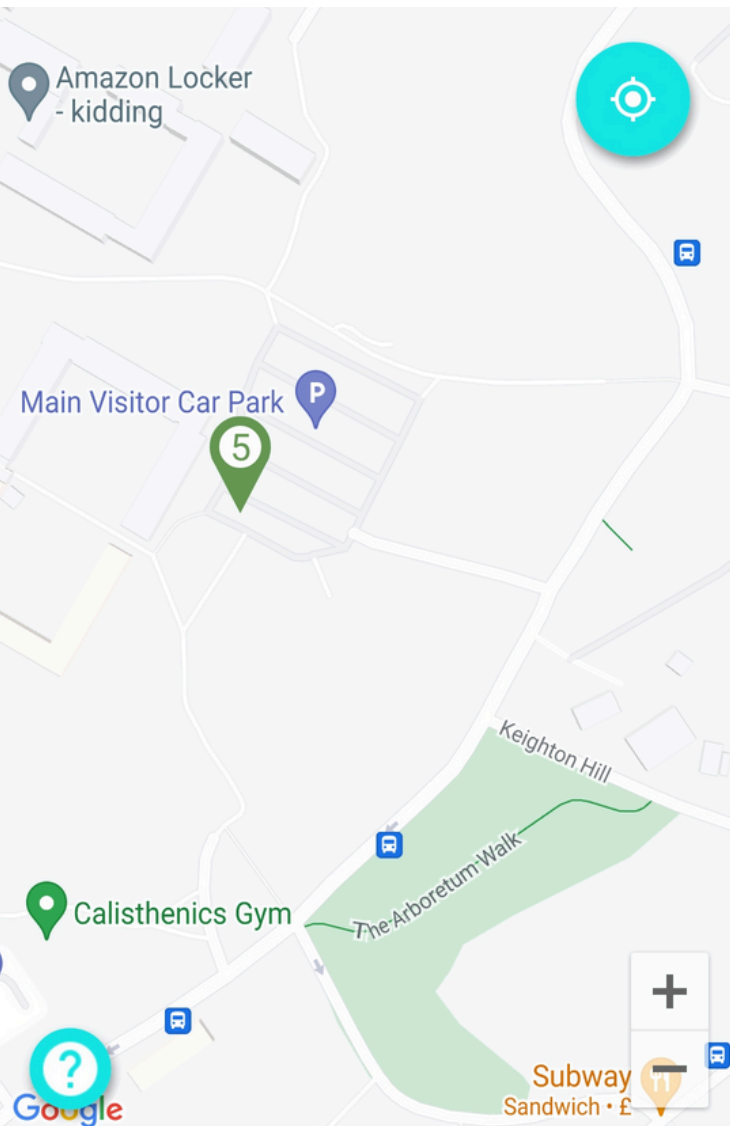 Amazon Locker
- kidding
P
Main Visitor Car Park
5
Keighton Hill
The Arboretum Walk
Calisthenics Gym
+
?
Subway
Sandwich • £
Google